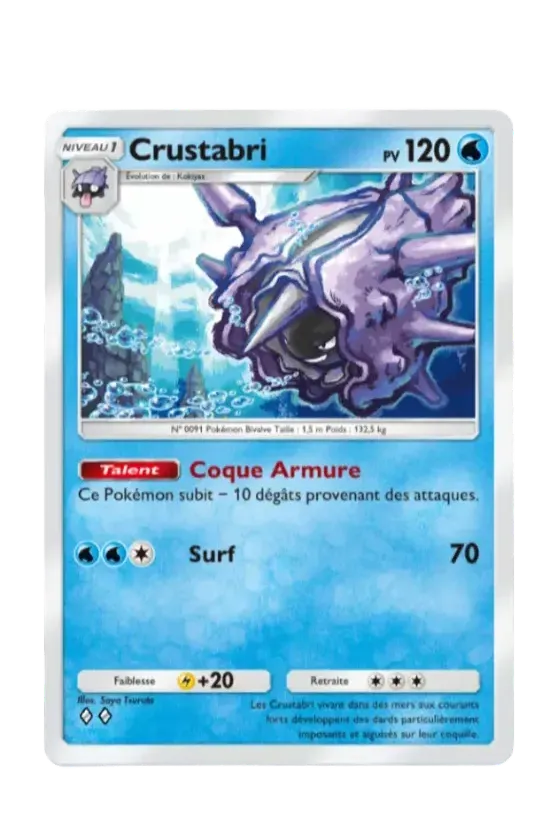 NIVEAU 1 Crustabri PV 120
Évolution de : Kokiyas
N° 0091 Pokémon Bivalve Taille : 1,5 m Poids : 132,5 kg
Talent Coque Armure
Ce Pokémon subit − 10 dégâts provenant des attaques.
Surf 70
Faiblesse +20 Retraite
Illus. Sayo Tsuruta
Les Crustabri vivant dans des mers aux courants
forts développent des dards particulièrement
imposants et aiguisés sur leur coquille.